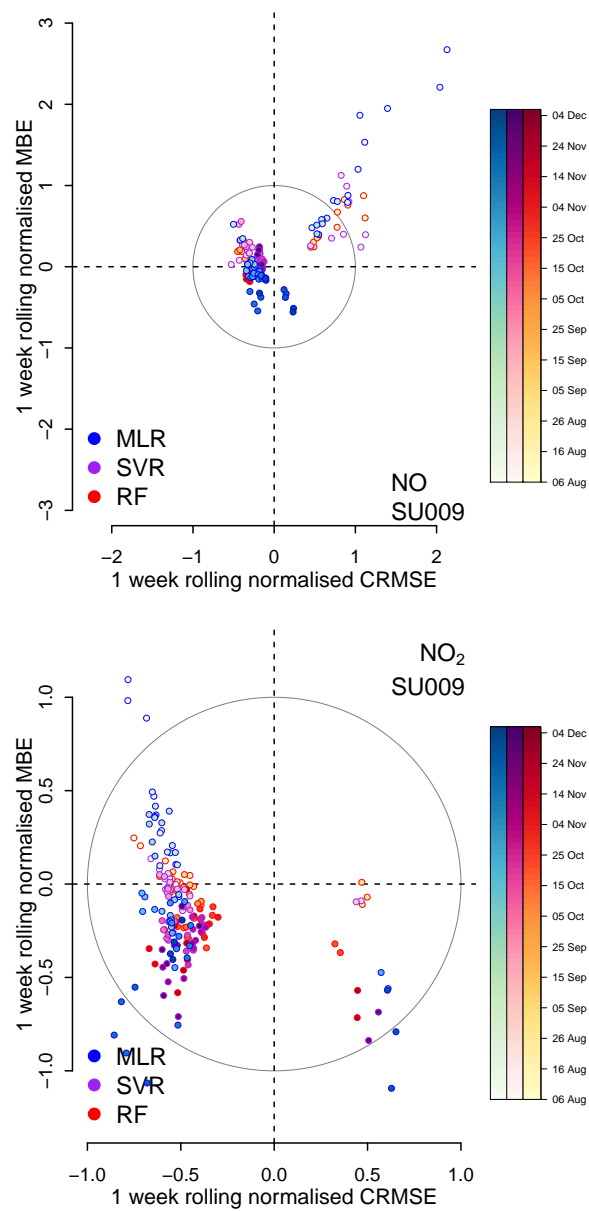 3
2
1
0
−1
−2
−3
1 week rolling normalised MBE
MLR
SVR
RF
NO
SU009
−2 −1 0 1 2
1 week rolling normalised CRMSE
04 Dec
24 Nov
14 Nov
04 Nov
25 Oct
15 Oct
05 Oct
25 Sep
15 Sep
05 Sep
26 Aug
16 Aug
06 Aug
NO₂
SU009
1.0
0.5
0.0
−0.5
−1.0
1 week rolling normalised MBE
MLR
SVR
RF
−1.0 −0.5 0.0 0.5 1.0
1 week rolling normalised CRMSE
04 Dec
24 Nov
14 Nov
04 Nov
25 Oct
15 Oct
05 Oct
25 Sep
15 Sep
05 Sep
26 Aug
16 Aug
06 Aug